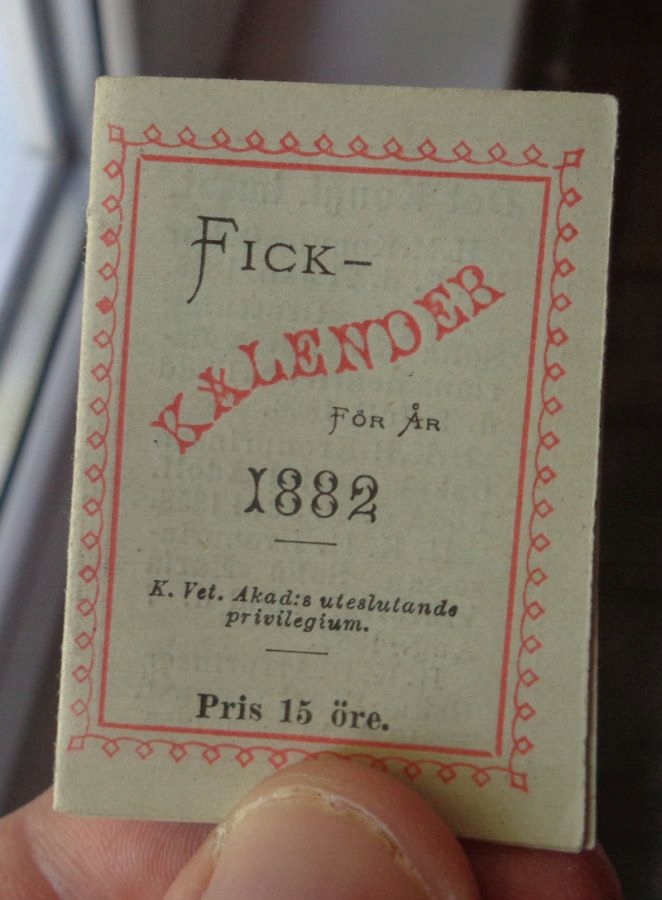 FICK-
KALENDER
FÖR ÅR
1882
K. Vet. Akad:s uteslutande
privilegium.
Pris 15 öre.